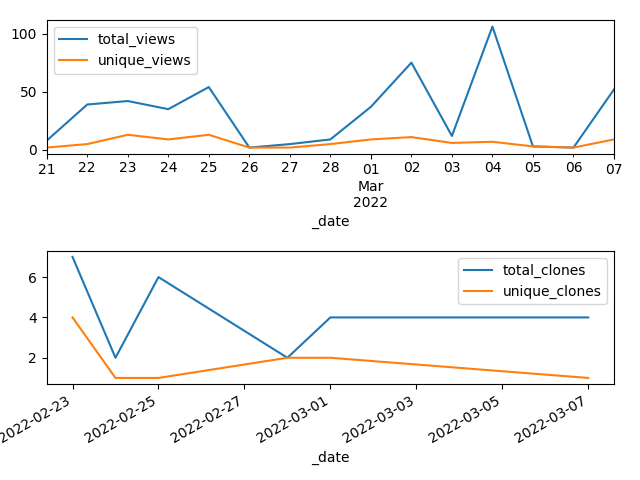 100
50
0
total_views
unique_views
21 22 23 24 25 26 27 28 01 02 03 04 05 06 07
Mar
2022
_date
6
4
2
total_clones
unique_clones
2022-02-23 2022-02-25 2022-02-27 2022-03-01 2022-03-03 2022-03-05 2022-03-07
_date